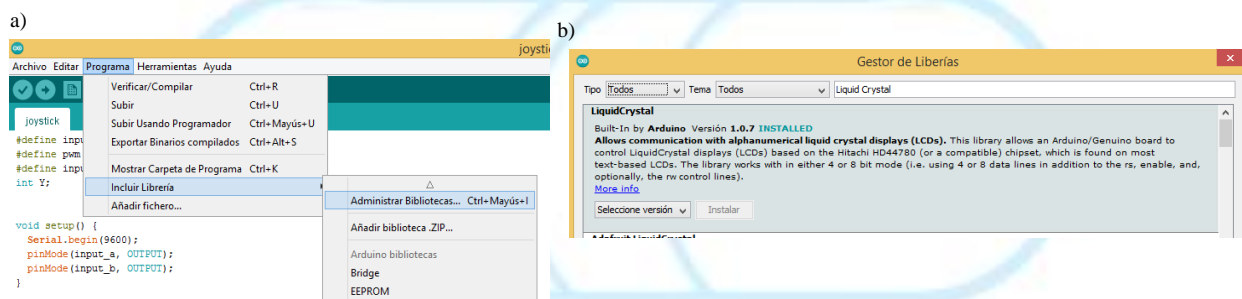 a)
joysti
Archivo Editar Programa Herramientas Ayuda
Verificar/Compilar Ctrl+R
Subir Ctrl+U
Subir Usando Programador Ctrl+Mayús+U
Exportar Binarios compilados Ctrl+Alt+S
Mostrar Carpeta de Programa Ctrl+K
Incluir Librería
Añadir fichero...
Administrar Bibliotecas... Ctrl+Mayús+I
Añadir biblioteca .ZIP...
Arduino bibliotecas
Bridge
EEPROM
joystick
#define inpu
#define pwm
#define inpu
int Y;
void setup() {
Serial.begin(9600);
pinMode(input_a, OUTPUT);
pinMode(input_b, OUTPUT);
}
b)
Gestor de Liberías
Tipo Todos Tema Todos Liquid Crystal
LiquidCrystal
Built-In by Arduino Versión 1.0.7 INSTALLED
Allows communication with alphanumerical liquid crystal displays (LCDs). This library allows an Arduino/Genuino board to
control LiquidCrystal displays (LCDs) based on the Hitachi HD44780 (or a compatible) chipset, which is found on most
text-based LCDs. The library works with in either 4 or 8 bit mode (i.e. using 4 or 8 data lines in addition to the rs, enable, and,
optionally, the rw control lines).
More info
Seleccione versión Instalar
Adafruit LiquidCrystal